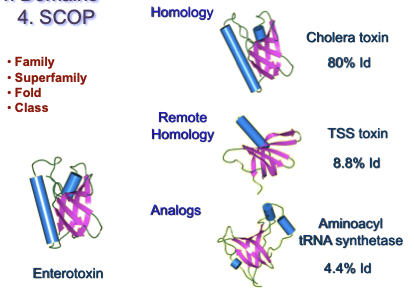 4. SCOP
• Family
• Superfamily
• Fold
• Class
Enterotoxin
Homology
Cholera toxin
80% Id
Remote
Homology
TSS toxin
8.8% Id
Analogs
Aminoacyl
tRNA synthetase
4.4% Id